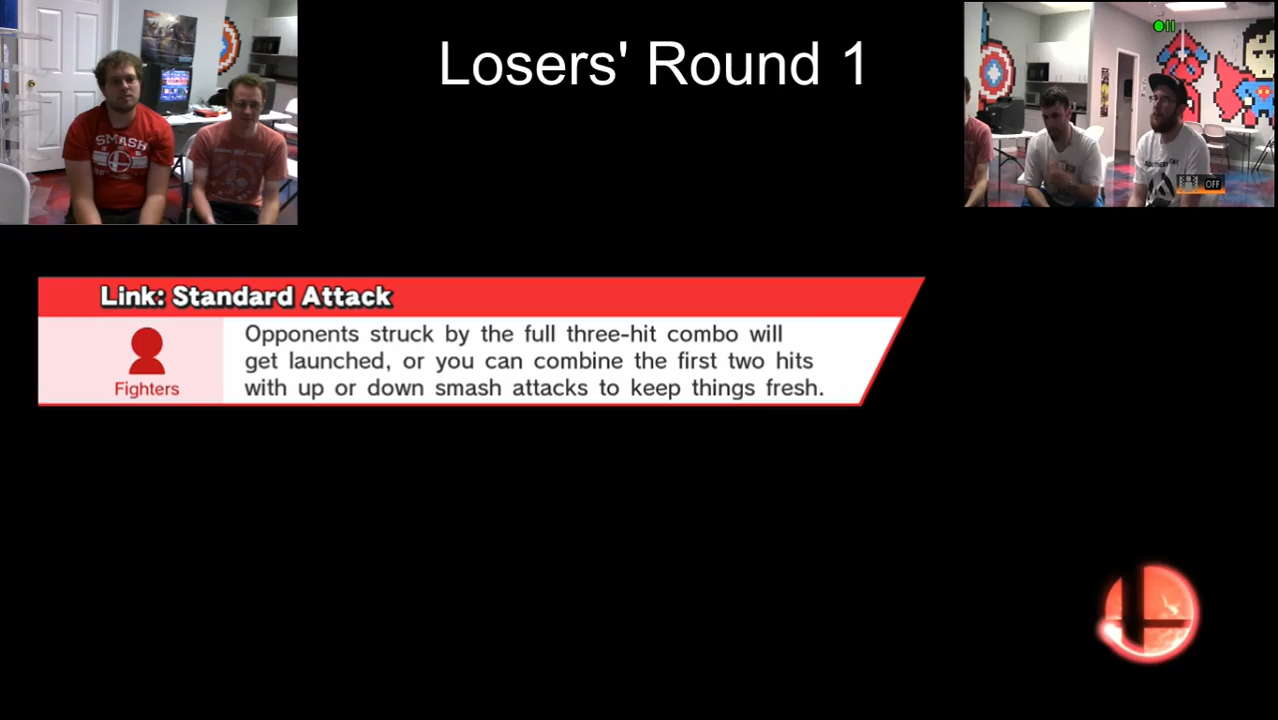 Losers' Round 1
SMASH
OFF
Link: Standard Attack
Fighters
Opponents struck by the full three-hit combo will
get launched, or you can combine the first two hits
with up or down smash attacks to keep things fresh.